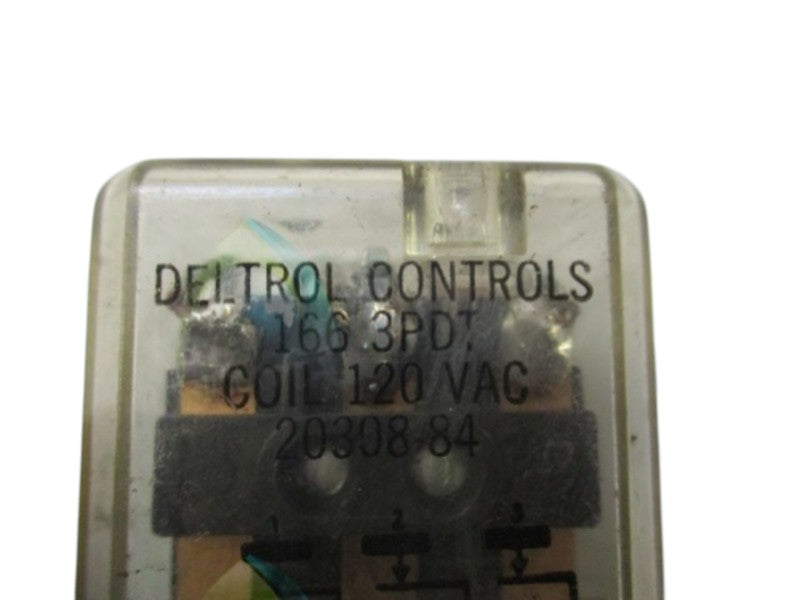 DELTROL CONTROLS
166 3PDT.
COIL 120 VAC
20308-84
1 2 3